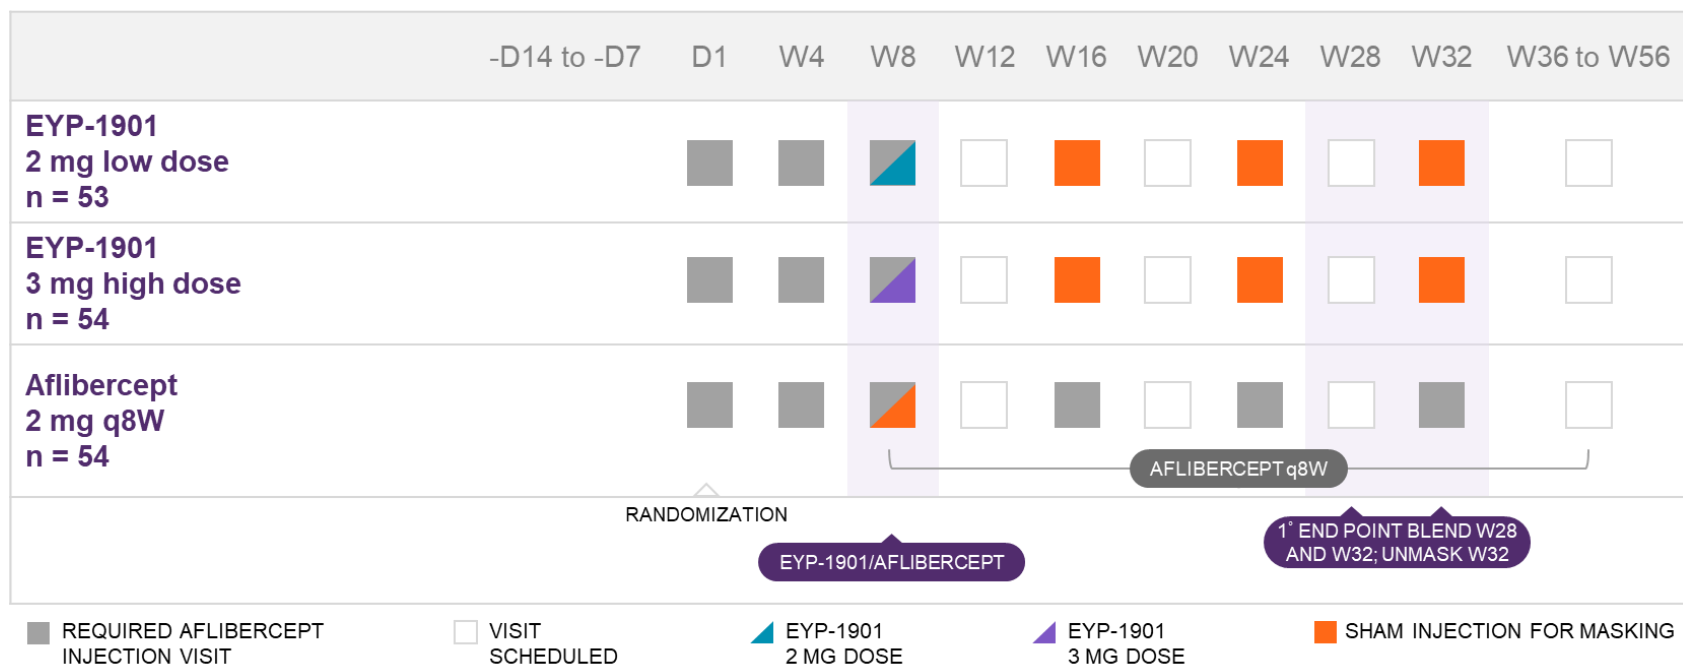 -D14 to -D7 D1 W4 W8 W12 W16 W20 W24 W28 W32 W36 to W56
EYP-1901
2 mg low dose
n = 53
EYP-1901
3 mg high dose
n = 54
Aflibercept
2 mg q8W
n = 54
AFLIBERCEPT q8W
RANDOMIZATION
EYP-1901/AFLIBERCEPT
1° END POINT BLEND W28
AND W32; UNMASK W32
REQUIRED AFLIBERCEPT
INJECTION VISIT
VISIT
SCHEDULED
EYP-1901
2 MG DOSE
EYP-1901
3 MG DOSE
SHAM INJECTION FOR MASKING